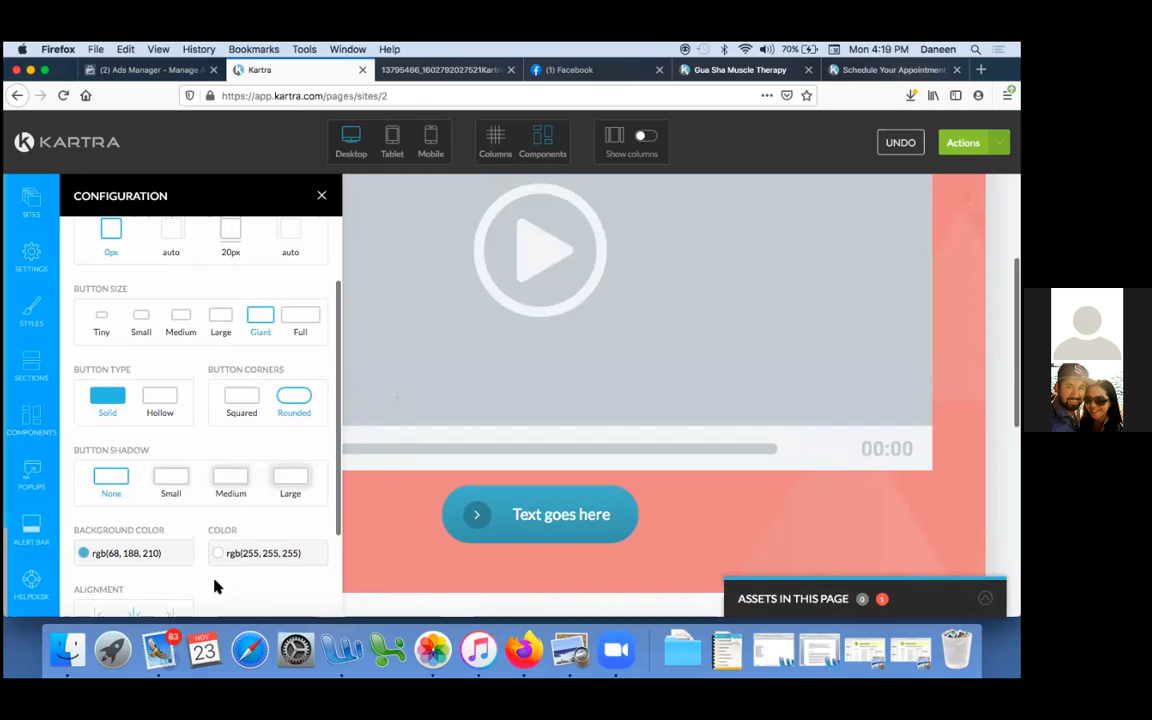 Firefox File Edit View History Bookmarks Tools Window Help 70% Mon 4:19 PM Daneen
(2) Ads Manager - Manage A Kartra 13795466_1602792027521Kartr (1) Facebook Gua Sha Muscle Therapy Schedule Your Appointment
https://app.kartra.com/pages/sites/2
KARTRA
Desktop Tablet Mobile Columns Components Show columns
UNDO
Actions
SITES
SETTINGS
STYLES
SECTIONS
COMPONENTS
POPUPS
ALERT BAR
HELPDESK
CONFIGURATION
0px auto 20px auto
BUTTON SIZE
Tiny Small Medium Large Giant Full
BUTTON TYPE BUTTON CORNERS
Solid Hollow Squared Rounded
BUTTON SHADOW
None Small Medium Large
BACKGROUND COLOR COLOR
rgb(68, 188, 210) rgb(255, 255, 255)
ALIGNMENT
00:00
Text goes here
ASSETS IN THIS PAGE 0 1
83
NOV
23